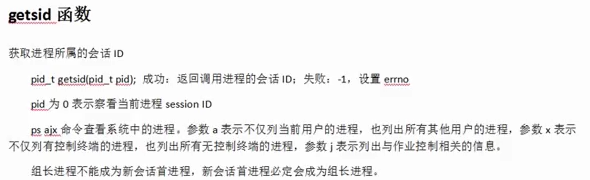 getsid 函数
获取进程所属的会话 ID
pid_t getsid(pid_t pid); 成功：返回调用进程的会话 ID；失败：-1，设置 errno
pid 为 0 表示察看当前进程 session ID
ps ajx 命令查看系统中的进程。参数 a 表示不仅列当前用户的进程，也列出所有其他用户的进程，参数 x 表示
不仅列有控制终端的进程，也列出所有无控制终端的进程，参数 j 表示列出与作业控制相关的信息。
组长进程不能成为新会话首进程，新会话首进程必定会成为组长进程。